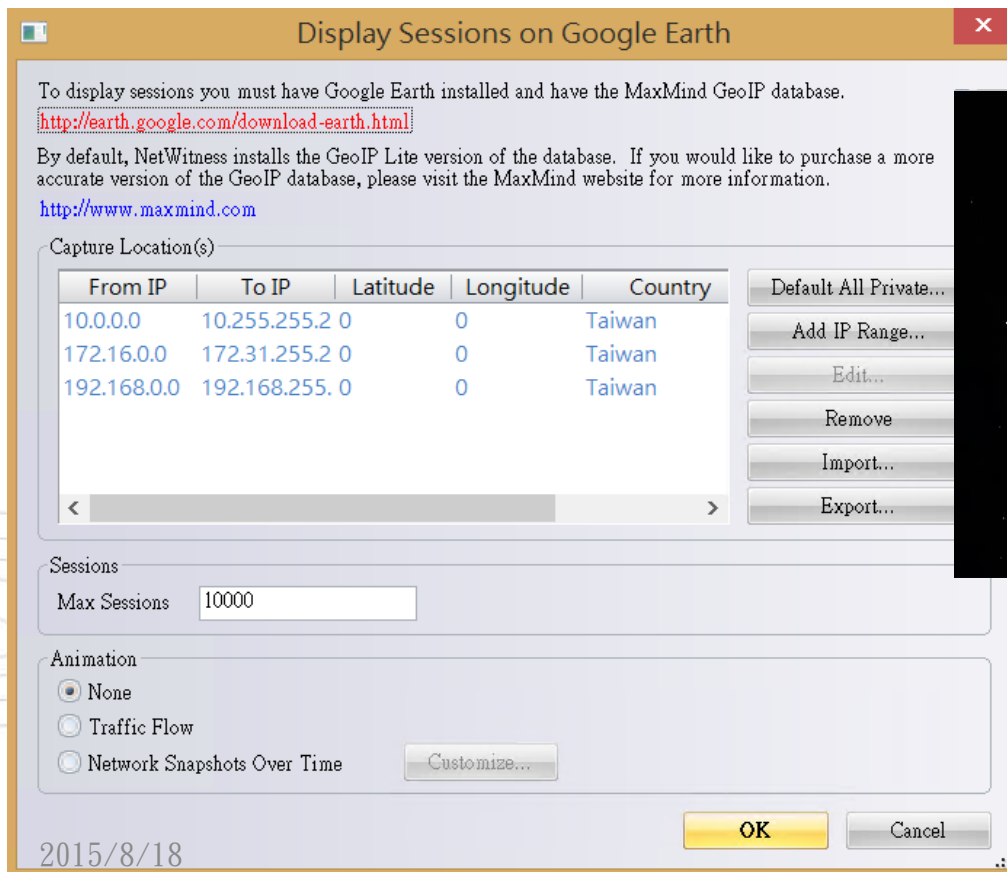 Display Sessions on Google Earth
To display sessions you must have Google Earth installed and have the MaxMind GeoIP database.
http://earth.google.com/download-earth.html
By default, NetWitness installs the GeoIP Lite version of the database. If you would like to purchase a more
accurate version of the GeoIP database, please visit the MaxMind website for more information.
http://www.maxmind.com
Capture Location(s)
From IP To IP Latitude Longitude Country
10.0.0.0 10.255.255.2 0 0 Taiwan
172.16.0.0 172.31.255.2 0 0 Taiwan
192.168.0.0 192.168.255. 0 0 Taiwan
Default All Private...
Add IP Range...
Edit...
Remove
Import...
Export...
Sessions
Max Sessions 10000
Animation
None
Traffic Flow
Network Snapshots Over Time Customize...
OK Cancel
2015/8/18